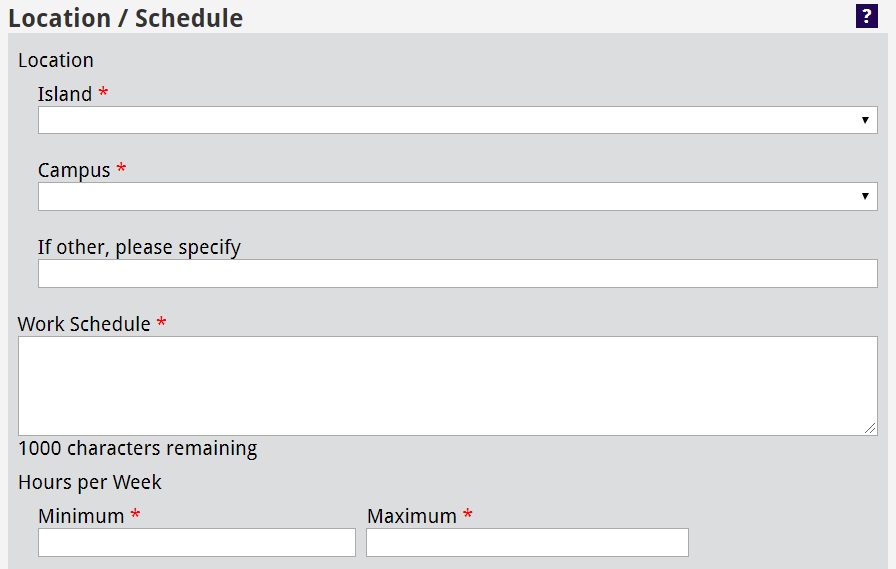 Location / Schedule ?
Location
Island *
Campus *
If other, please specify
Work Schedule *
1000 characters remaining
Hours per Week
Minimum * Maximum *